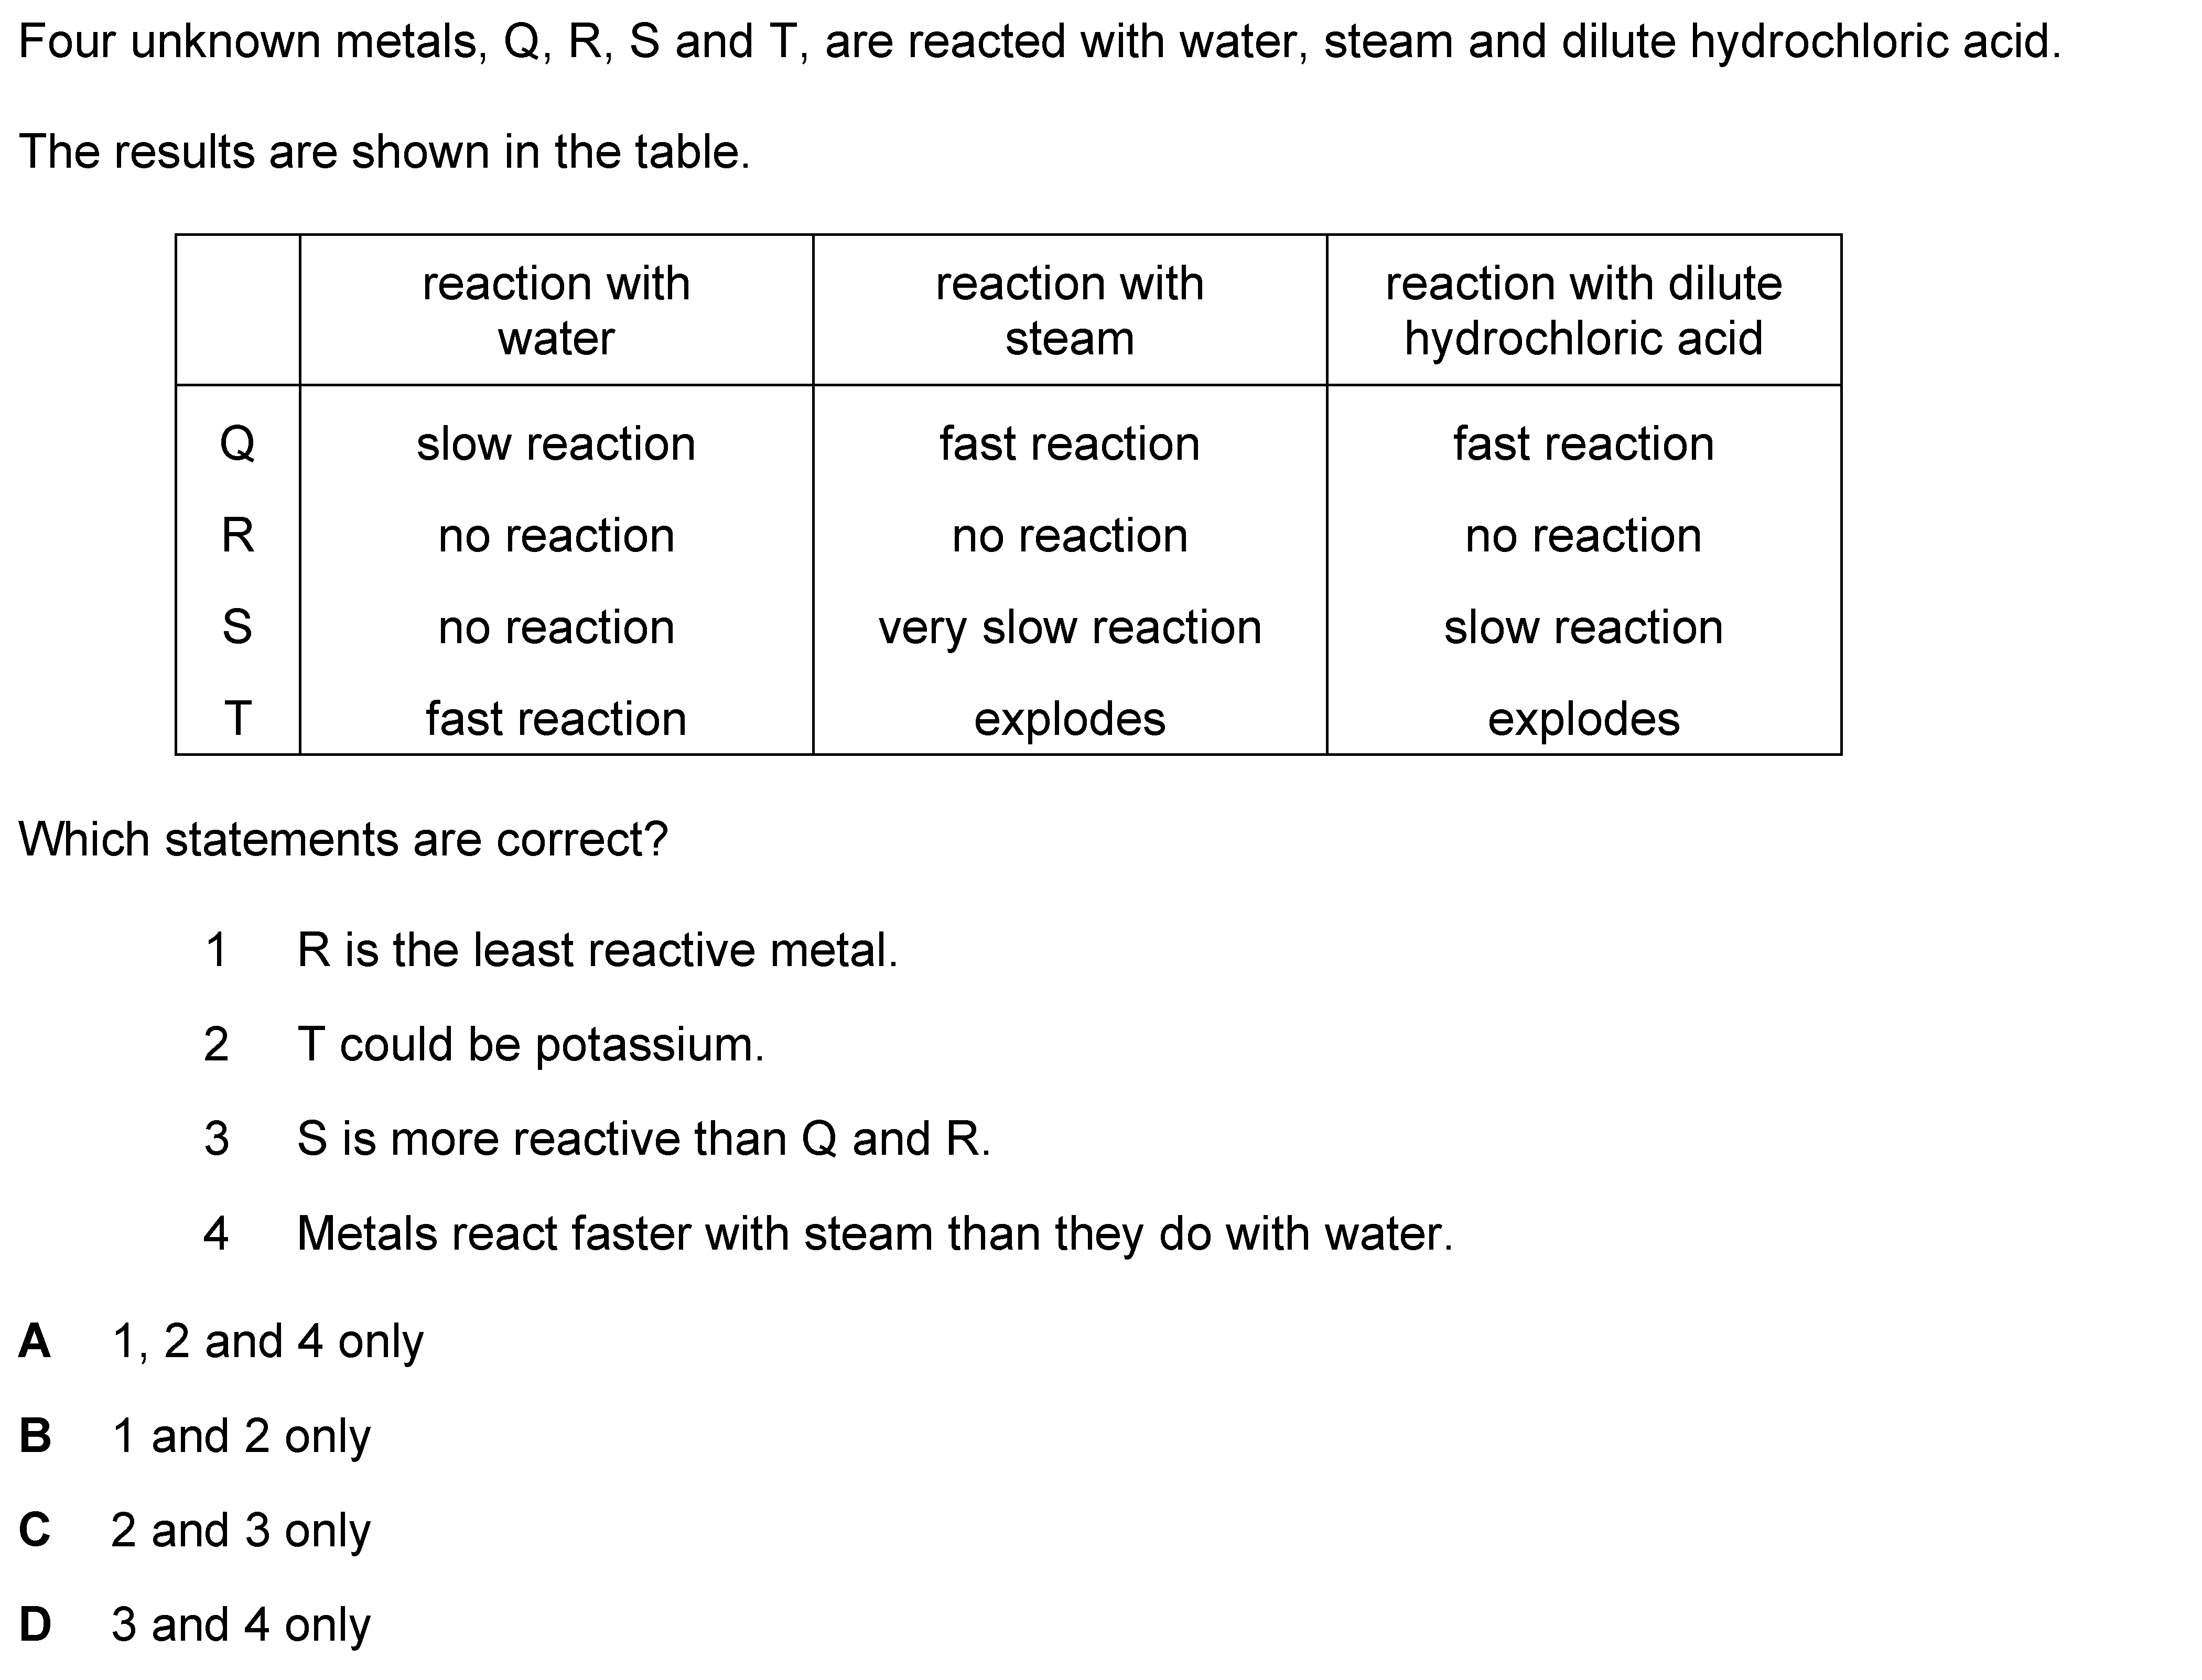 Four unknown metals, Q, R, S and T, are reacted with water, steam and dilute hydrochloric acid.
The results are shown in the table.
reaction with water reaction with steam reaction with dilute hydrochloric acid
Q slow reaction fast reaction fast reaction
R no reaction no reaction no reaction
S no reaction very slow reaction slow reaction
T fast reaction explodes explodes
Which statements are correct?
1 R is the least reactive metal.
2 T could be potassium.
3 S is more reactive than Q and R.
4 Metals react faster with steam than they do with water.
A 1, 2 and 4 only
B 1 and 2 only
C 2 and 3 only
D 3 and 4 only